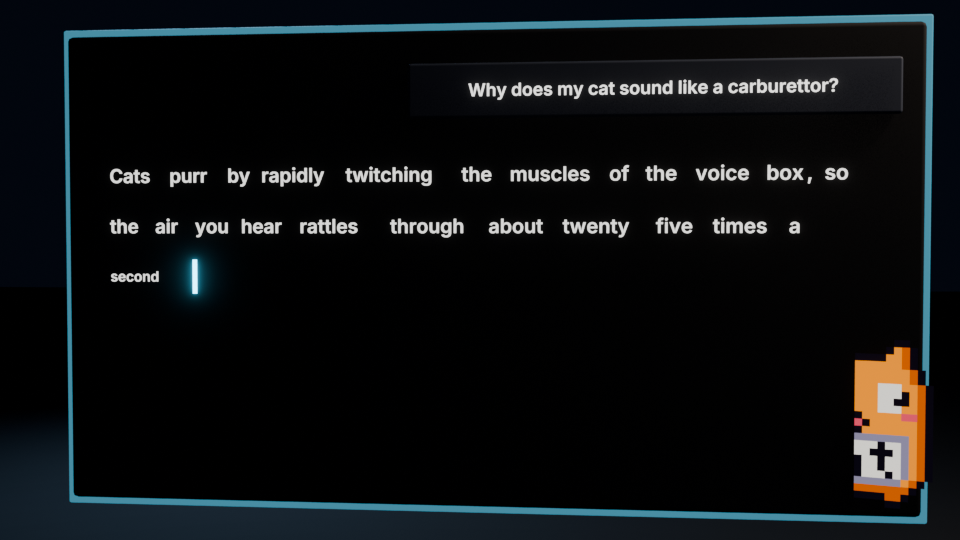 Why does my cat sound like a carburettor?
Cats purr by rapidly twitching the muscles of the voice box, so
the air you hear rattles through about twenty five times a
second
t